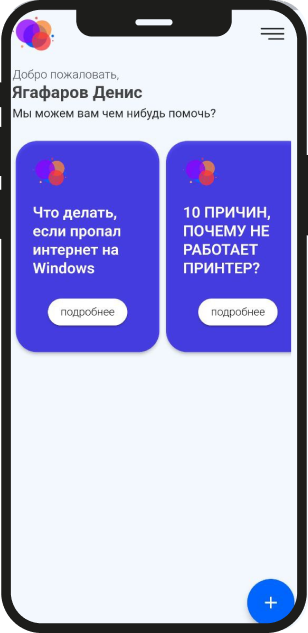 Добро пожаловать,
Ягафаров Денис
Мы можем вам чем нибудь помочь?
Что делать,
если пропал
интернет на
Windows
подробнее
10 ПРИЧИН,
ПОЧЕМУ НЕ
РАБОТАЕТ
ПРИНТЕР?
подробнее
+